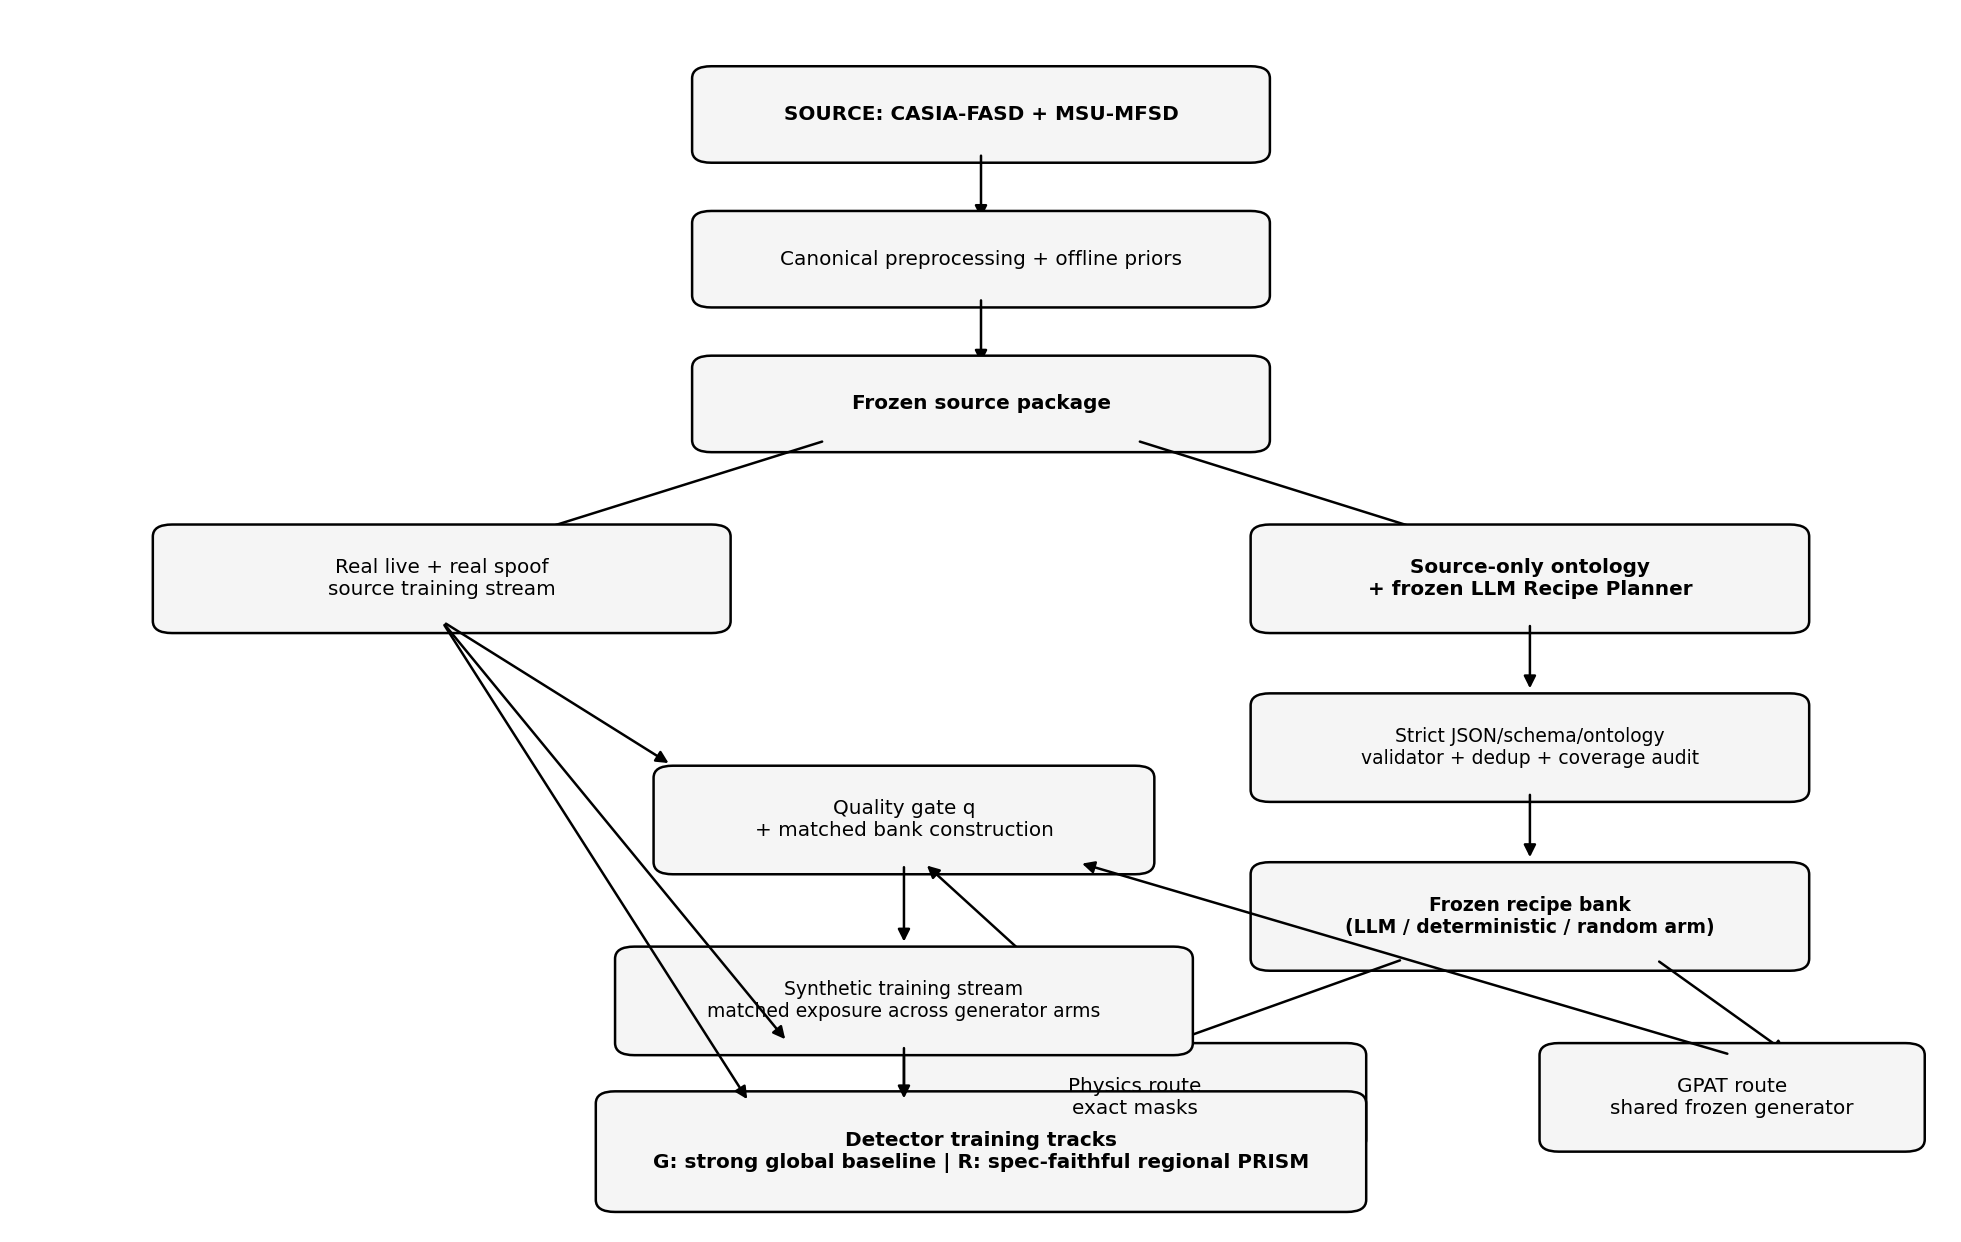 SOURCE: CASIA-FASD + MSU-MFSD
Canonical preprocessing + offline priors
Frozen source package
Real live + real spoof
source training stream
Source-only ontology
+ frozen LLM Recipe Planner
Strict JSON/schema/ontology
validator + dedup + coverage audit
Quality gate q
+ matched bank construction
Frozen recipe bank
(LLM / deterministic / random arm)
Synthetic training stream
matched exposure across generator arms
Physics route
exact masks
GPAT route
shared frozen generator
Detector training tracks
G: strong global baseline | R: spec-faithful regional PRISM